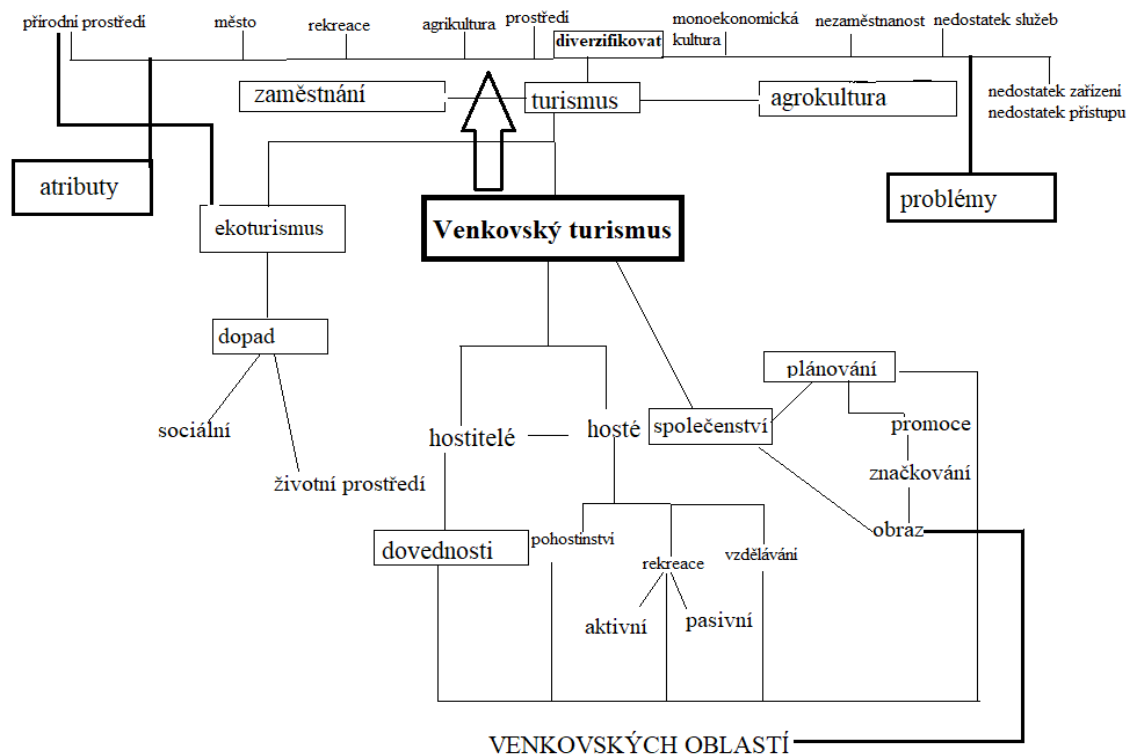 přírodní prostředí
město
rekreace
agrikultura
prostředí
diverzifikovat
monoekonomická
kultura
nezaměstnanost
nedostatek služeb
nedostatek zařízení
nedostatek přístupu
zaměstnání
turismus
agrokultura
atributy
problémy
ekoturismus
Venkovský turismus
dopad
sociální
životní prostředí
plánování
hostitelé
hosté
společenství
promoce
značkování
obraz
dovednosti
pohostinství
rekreace
vzdělávání
aktivní
pasivní
VENKOVSKÝCH OBLASTÍ